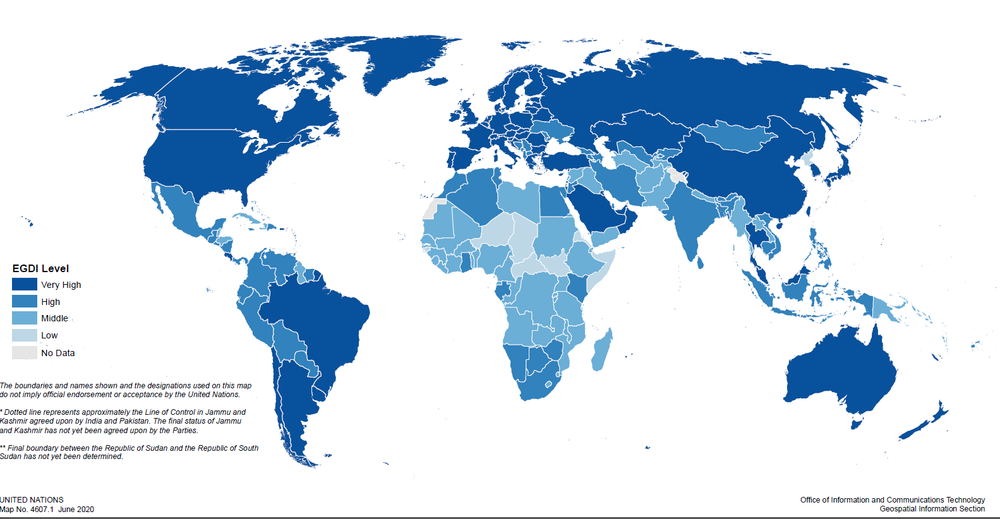 EGDI Level
Very High
High
Middle
Low
No Data
The boundaries and names shown and the designations used on this map
do not imply official endorsement or acceptance by the United Nations.
* Dotted line represents approximately the Line of Control in Jammu and
Kashmir agreed upon by India and Pakistan. The final status of Jammu
and Kashmir has not yet been agreed upon by the Parties.
** Final boundary between the Republic of Sudan and the Republic of South
Sudan has not yet been determined.
UNITED NATIONS
Map No. 4607.1 June 2020
Office of Information and Communications Technology
Geospatial Information Section